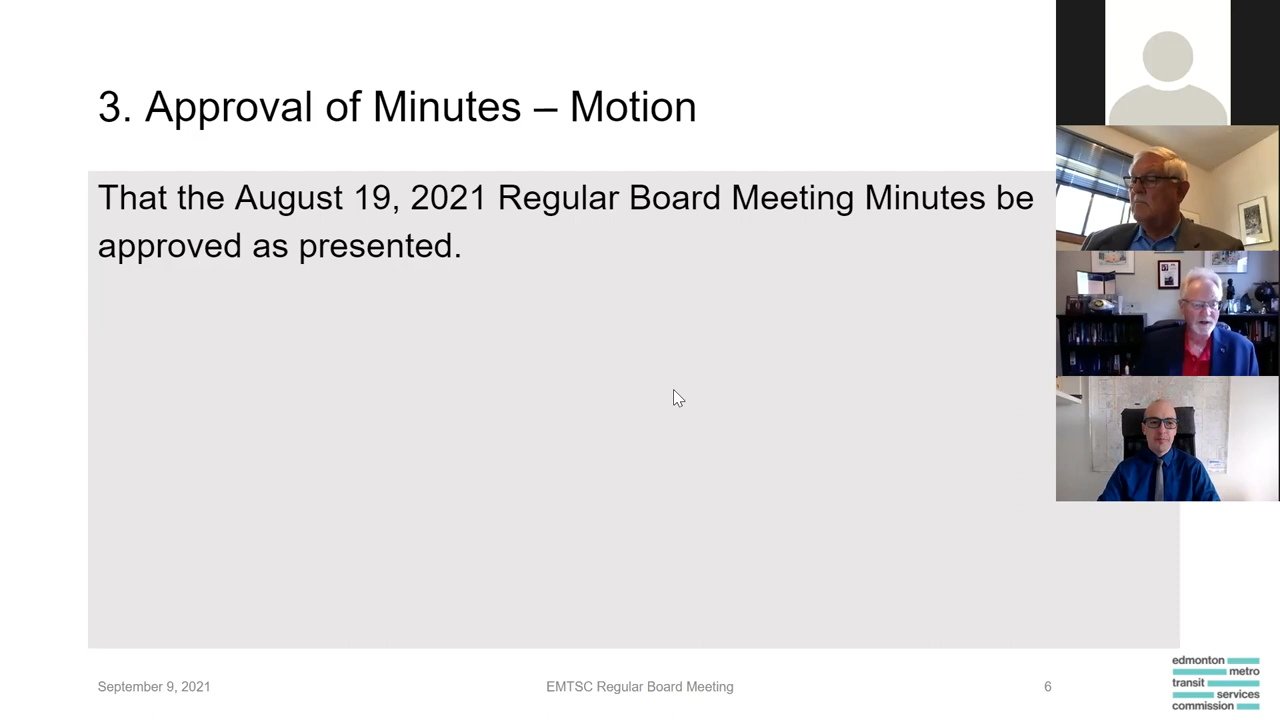 3. Approval of Minutes – Motion
That the August 19, 2021 Regular Board Meeting Minutes be
approved as presented.
September 9, 2021
EMTSC Regular Board Meeting
6
edmonton
metro
transit
services
commission